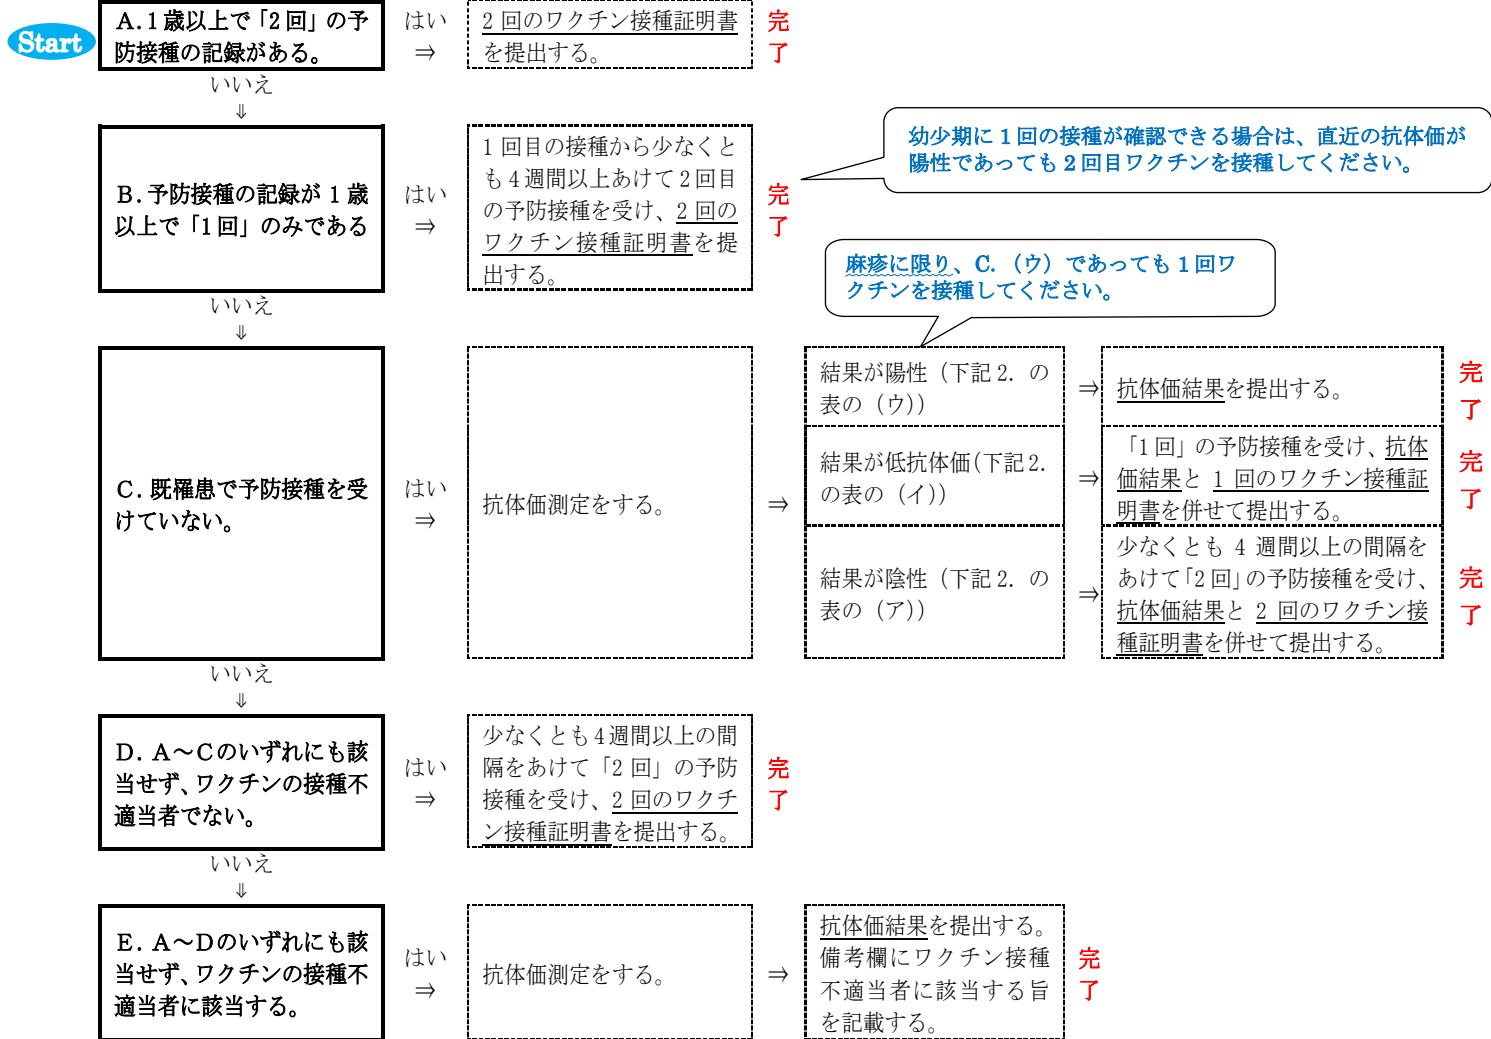 Start
A.1歳以上で「2回」の予
防接種の記録がある。
はい
⇒
2回のワクチン接種証明書
を提出する。
完
了
いいえ
⇓
B.予防接種の記録が1歳
以上で「1回」のみである
はい
⇒
1回目の接種から少なくと
も4週間以上あけて2回目
の予防接種を受け、2回の
ワクチン接種証明書を提
出する。
完
了
幼少期に1回の接種が確認できる場合は、直近の抗体価が
陽性であっても2回目ワクチンを接種してください。
いいえ
⇓
麻疹に限り、C.（ウ）であっても1回ワ
クチンを接種してください。
C.既罹患で予防接種を受
けていない。
はい
⇒
抗体価測定をする。
⇒
結果が陽性（下記2．の
表の（ウ））
⇒
抗体価結果を提出する。
完
了
結果が低抗体価（下記2．
の表の（イ））
⇒
「1回」の予防接種を受け、抗体
価結果と1回のワクチン接種証
明書を併せて提出する。
完
了
結果が陰性（下記2．の
表の（ア））
⇒
少なくとも4週間以上の間隔を
あけて「2回」の予防接種を受け、
抗体価結果と2回のワクチン接
種証明書を併せて提出する。
完
了
いいえ
⇓
D.A～Cのいずれにも該
当せず、ワクチンの接種不
適当者でない。
はい
⇒
少なくとも4週間以上の間
隔をあけて「2回」の予防
接種を受け、2回のワクチ
ン接種証明書を提出する。
完
了
いいえ
⇓
E.A～Dのいずれにも該
当せず、ワクチンの接種不
適当者に該当する。
はい
⇒
抗体価測定をする。
⇒
抗体価結果を提出する。
備考欄にワクチン接種
不適当者に該当する旨
を記載する。
完
了